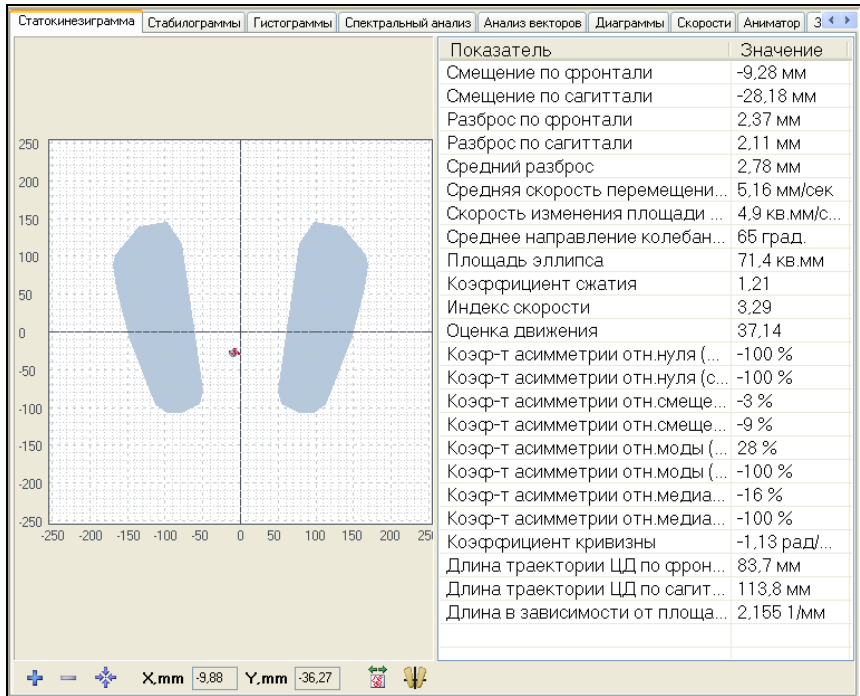 Статокинезиграмма Стабилограммы Гистограммы Спектральный анализ Анализ векторов Диаграммы Скорости Аниматор З
Показатель Значение
Смещение по фронтали -9,28 мм
Смещение по сагиттали -28,18 мм
Разброс по фронтали 2,37 мм
Разброс по сагиттали 2,11 мм
Средний разброс 2,78 мм
Средняя скорость перемещени... 5,16 мм/сек
Скорость изменения площади ... 4,9 кв.мм/с...
Среднее направление колебан... 65 град.
Площадь эллипса 71,4 кв.мм
Коэффициент сжатия 1,21
Индекс скорости 3,29
Оценка движения 37,14
Коэф-т асимметрии отн.нуля (... -100 %
Коэф-т асимметрии отн.нуля (с... -100 %
Коэф-т асимметрии отн.смеще... -3 %
Коэф-т асимметрии отн.смеще... -9 %
Коэф-т асимметрии отн.моды (... 28 %
Коэф-т асимметрии отн.моды (... -100 %
Коэф-т асимметрии отн.медиа... -16 %
Коэф-т асимметрии отн.медиа... -100 %
Коэффициент кривизны -1,13 рад/...
Длина траектории ЦД по фрон... 83,7 мм
Длина траектории ЦД по сагит... 113,8 мм
Длина в зависимости от площа... 2,155 1/мм
250
200
150
100
50
0
-50
-100
-150
-200
-250
-250 -200 -150 -100 -50 0 50 100 150 200 250
X,mm -9,88 Y,mm -36,27